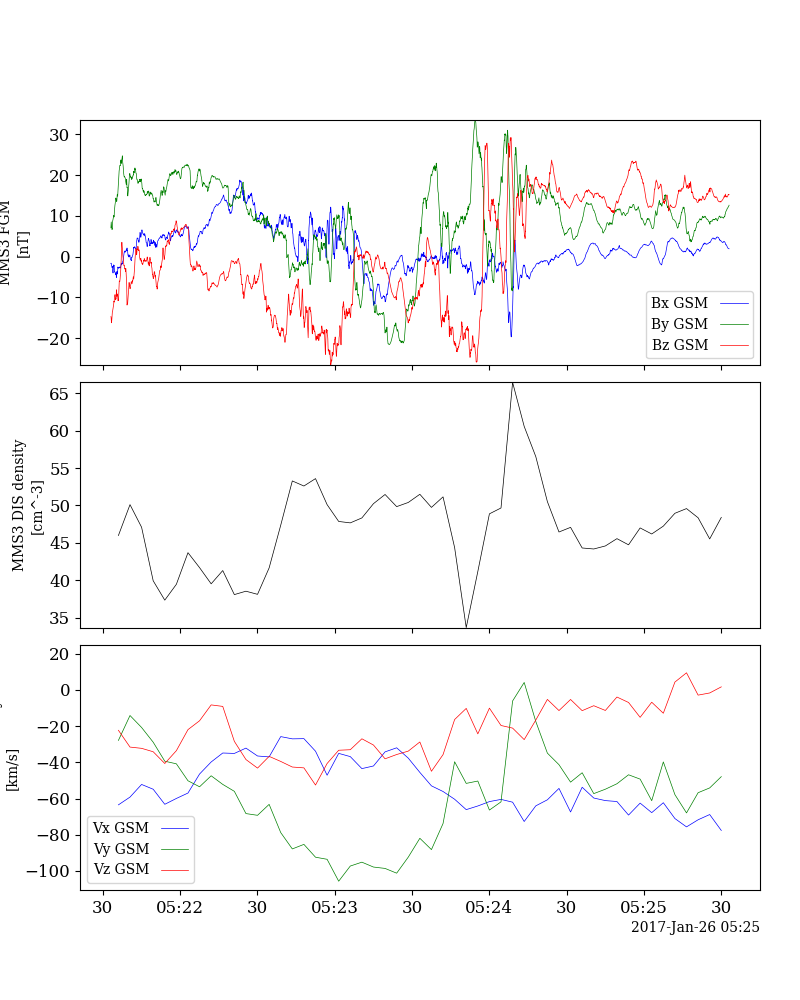 MMS3 FGM
[nT]
30
20
10
0
−10
−20
Bx GSM
By GSM
Bz GSM
MMS3 DIS density
[cm^-3]
65
60
55
50
45
40
35
[km/s]
20
0
−20
−40
−60
−80
−100
Vx GSM
Vy GSM
Vz GSM
30 05:22 30 05:23 30 05:24 30 05:25 30
2017-Jan-26 05:25